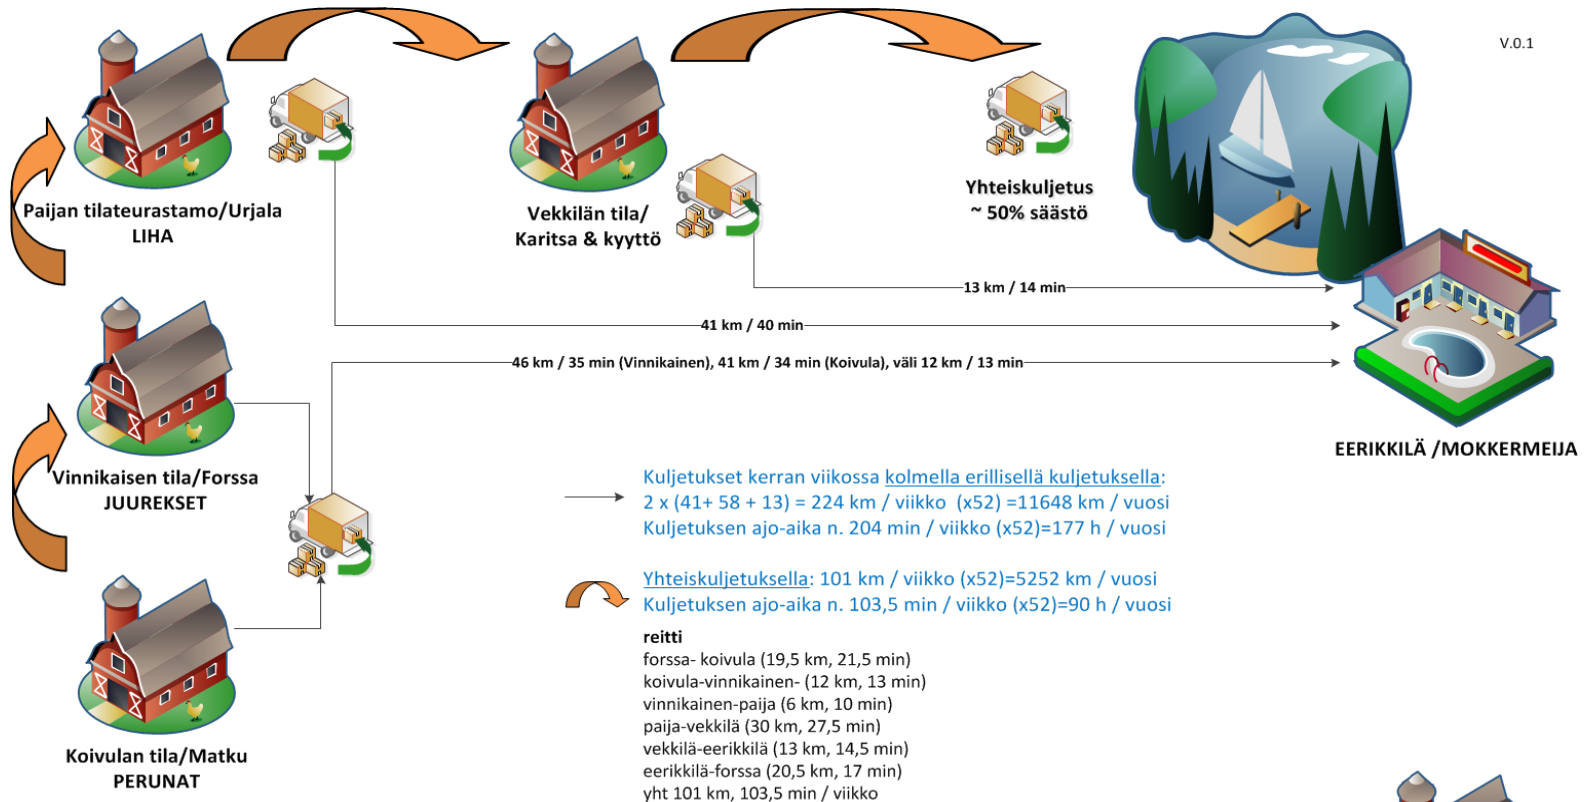 V.0.1
Paijan tilateurastamo/Urjala
LIHA
Vekkilän tila/
Karitsa & kyyttö
Yhteiskuljetus
~ 50% säästö
13 km / 14 min
41 km / 40 min
46 km / 35 min (Vinnikainen), 41 km / 34 min (Koivula), väli 12 km / 13 min
EERIKKILÄ /MOKKERMEIJA
Vinnikaisen tila/Forssa
JUUREKSET
Kuljetukset kerran viikossa kolmella erillisellä kuljetuksella:
2 x (41+ 58 + 13) = 224 km / viikko (x52) =11648 km / vuosi
Kuljetuksen ajo-aika n. 204 min / viikko (x52)=177 h / vuosi
Yhteiskuljetuksella: 101 km / viikko (x52)=5252 km / vuosi
Kuljetuksen ajo-aika n. 103,5 min / viikko (x52)=90 h / vuosi
Koivulan tila/Matku
PERUNAT
reitti
forssa- koivula (19,5 km, 21,5 min)
koivula-vinnikainen- (12 km, 13 min)
vinnikainen-paija (6 km, 10 min)
paija-vekkilä (30 km, 27,5 min)
vekkilä-eerikkilä (13 km, 14,5 min)
eerikkilä-forssa (20,5 km, 17 min)
yht 101 km, 103,5 min / viikko